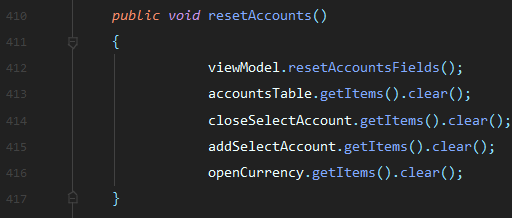 410 public void resetAccounts()
411 {
412 viewModel.resetAccountsFields();
413 accountsTable.getItems().clear();
414 closeSelectAccount.getItems().clear();
415 addSelectAccount.getItems().clear();
416 openCurrency.getItems().clear();
417 }